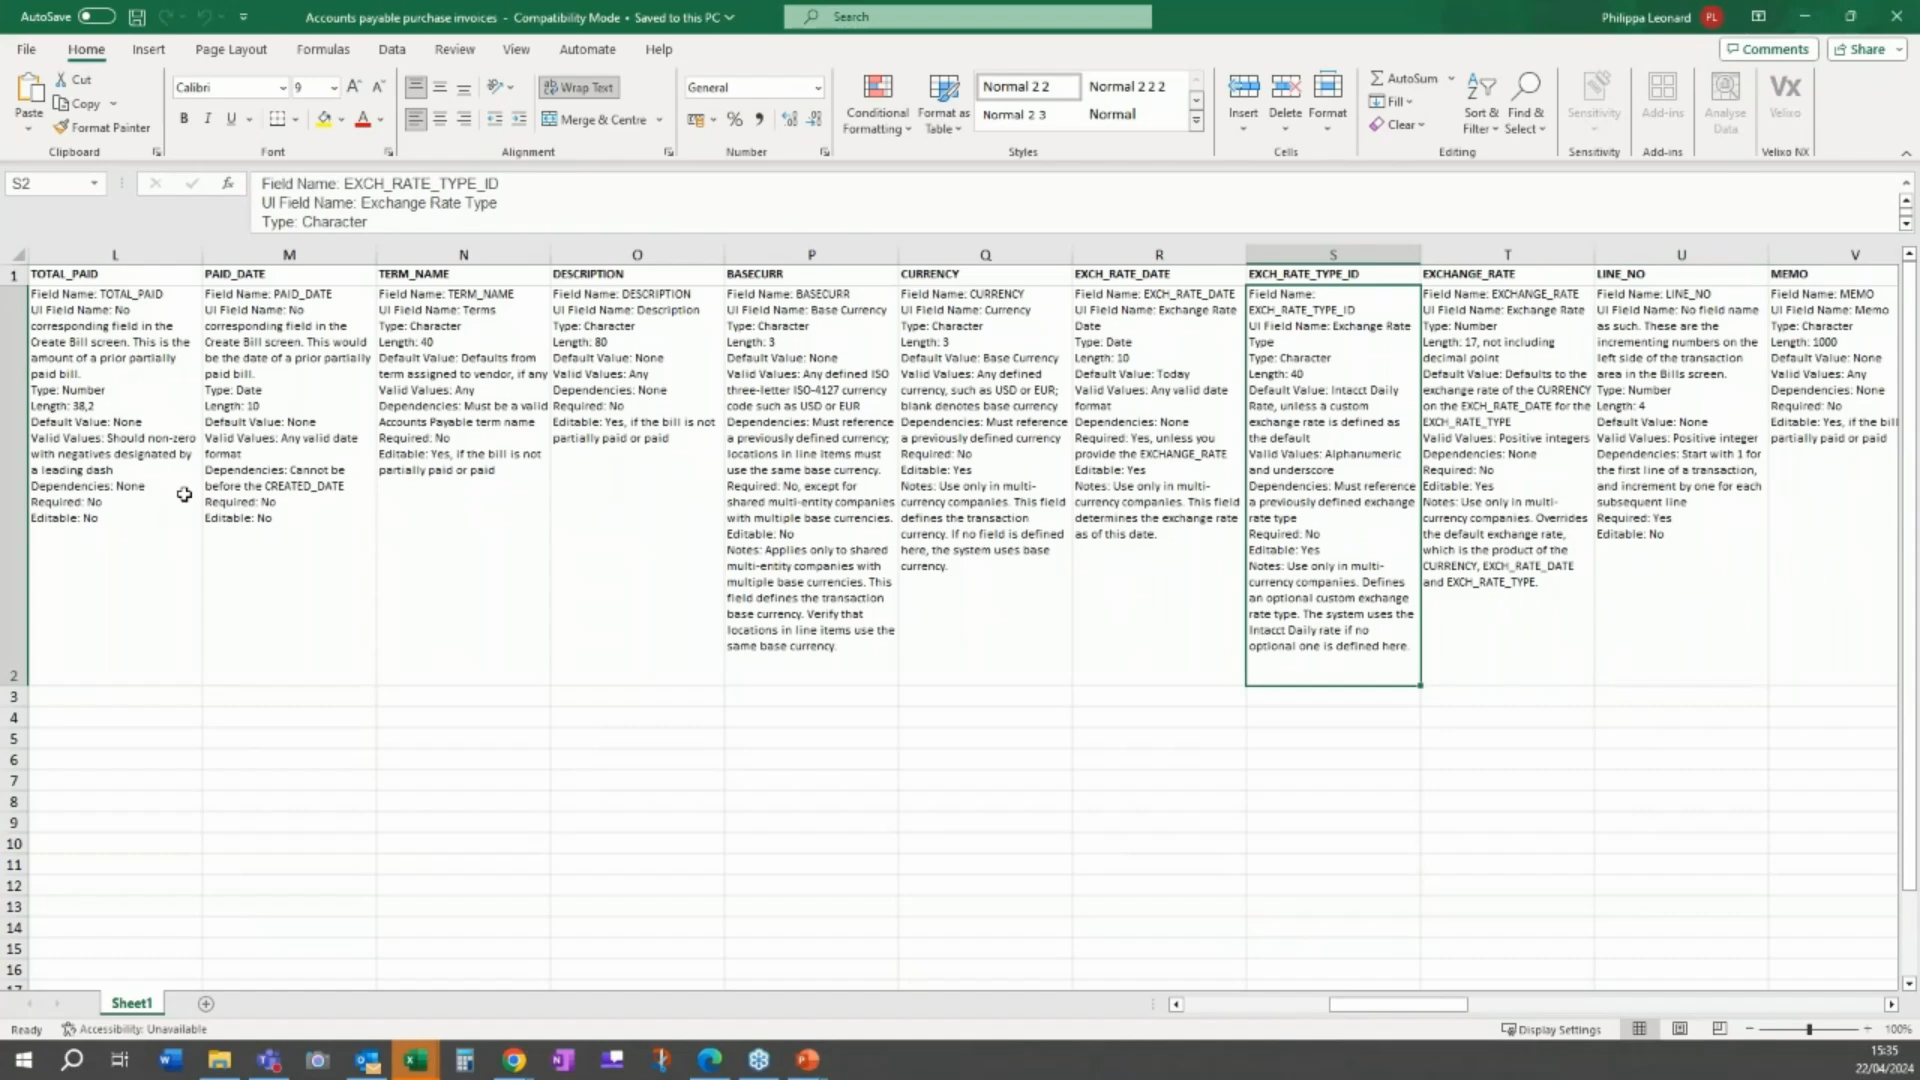 AutoSave
Accounts payable purchase invoices - Compatibility Mode • Saved to this PC
Search
Philippa Leonard
PL
File
Home
Insert
Page Layout
Formulas
Data
Review
View
Automate
Help
Comments
Share
Paste
Cut
Copy
Format Painter
Clipboard
Calibri
9
B
I
U
Font
Wrap Text
Merge & Centre
Alignment
General
Number
Conditional
Formatting
Format as
Table
Normal 2 2
Normal 2 2 2
Normal 2 3
Normal
Styles
Insert
Delete
Format
Cells
AutoSum
Fill
Clear
Sort &
Filter
Find &
Select
Editing
Sensitivity
Sensitivity
Add-ins
Add-ins
Analyse
Data
Velixo
Velixo NX
S2
fx
Field Name: EXCH_RATE_TYPE_ID
UI Field Name: Exchange Rate Type
Type: Character
L
M
N
O
P
Q
R
S
T
U
V
1
TOTAL_PAID
PAID_DATE
TERM_NAME
DESCRIPTION
BASECURR
CURRENCY
EXCH_RATE_DATE
EXCH_RATE_TYPE_ID
EXCHANGE_RATE
LINE_NO
MEMO
2
Field Name: TOTAL_PAID
UI Field Name: No
corresponding field in the
Create Bill screen. This is the
amount of a prior partially
paid bill.
Type: Number
Length: 38,2
Default Value: None
Valid Values: Should non-zero
with negatives designated by
a leading dash
Dependencies: None
Required: No
Editable: No
Field Name: PAID_DATE
UI Field Name: No
corresponding field in the
Create Bill screen. This would
be the date of a prior partially
paid bill.
Type: Date
Length: 10
Default Value: None
Valid Values: Any valid date
format
Dependencies: Cannot be
before the CREATED_DATE
Required: No
Editable: No
Field Name: TERM_NAME
UI Field Name: Terms
Type: Character
Length: 40
Default Value: Defaults from
term assigned to vendor, if any
Valid Values: Any
Dependencies: Must be a valid
Accounts Payable term name
Required: No
Editable: Yes, if the bill is not
partially paid or paid
Field Name: DESCRIPTION
UI Field Name: Description
Type: Character
Length: 80
Default Value: None
Valid Values: Any
Dependencies: None
Required: No
Editable: Yes, if the bill is not
partially paid or paid
Field Name: BASECURR
UI Field Name: Base Currency
Type: Character
Length: 3
Default Value: None
Valid Values: Any defined ISO
three-letter ISO-4127 currency
code such as USD or EUR
Dependencies: Must reference
a previously defined currency;
locations in line items must
use the same base currency.
Required: No, except for
shared multi-entity companies
with multiple base currencies.
Editable: No
Notes: Applies only to shared
multi-entity companies with
multiple base currencies. This
field defines the transaction
base currency. Verify that
locations in line items use the
same base currency.
Field Name: CURRENCY
UI Field Name: Currency
Type: Character
Length: 3
Default Value: Base Currency
Valid Values: Any defined
currency, such as USD or EUR;
blank denotes base currency
Dependencies: Must reference
a previously defined currency
Required: No
Editable: Yes
Notes: Use only in multi-
currency companies. This field
defines the transaction
currency. If no field is defined
here, the system uses base
currency.
Field Name: EXCH_RATE_DATE
UI Field Name: Exchange Rate
Date
Type: Date
Length: 10
Default Value: Today
Valid Values: Any valid date
format
Dependencies: None
Required: Yes, unless you
provide the EXCHANGE_RATE
Editable: Yes
Notes: Use only in multi-
currency companies. This field
determines the exchange rate
as of this date.
Field Name:
EXCH_RATE_TYPE_ID
UI Field Name: Exchange Rate
Type
Type: Character
Length: 40
Default Value: Intacct Daily
Rate, unless a custom
exchange rate is defined as
the default
Valid Values: Alphanumeric
and underscore
Dependencies: Must reference
a previously defined exchange
rate type
Required: No
Editable: Yes
Notes: Use only in multi-
currency companies. Defines
an optional custom exchange
rate type. The system uses the
Intacct Daily rate if no
optional one is defined here.
Field Name: EXCHANGE_RATE
UI Field Name: Exchange Rate
Type: Number
Length: 17, not including
decimal point
Default Value: Defaults to the
exchange rate of the CURRENCY
on the EXCH_RATE_DATE for the
EXCH_RATE_TYPE
Valid Values: Positive integers
Dependencies: None
Required: No
Editable: Yes
Notes: Use only in multi-
currency companies. Overrides
the default exchange rate,
which is the product of the
CURRENCY, EXCH_RATE_DATE
and EXCH_RATE_TYPE.
Field Name: LINE_NO
UI Field Name: No field name
as such. These are the
incrementing numbers on the
left side of the transaction
area in the Bills screen.
Type: Number
Length: 4
Default Value: None
Valid Values: Positive integer
Dependencies: Start with 1 for
the first line of a transaction,
and increment by one for each
subsequent line
Required: Yes
Editable: No
Field Name: MEMO
UI Field Name: Memo
Type: Character
Length: 1000
Default Value: None
Valid Values: Any
Dependencies: None
Required: No
Editable: Yes, if the bill
partially paid or paid
3
4
5
6
7
8
9
10
11
12
13
14
15
16
Sheet1
Ready
Accessibility: Unavailable
Display Settings
100%
15:35
22/04/2024